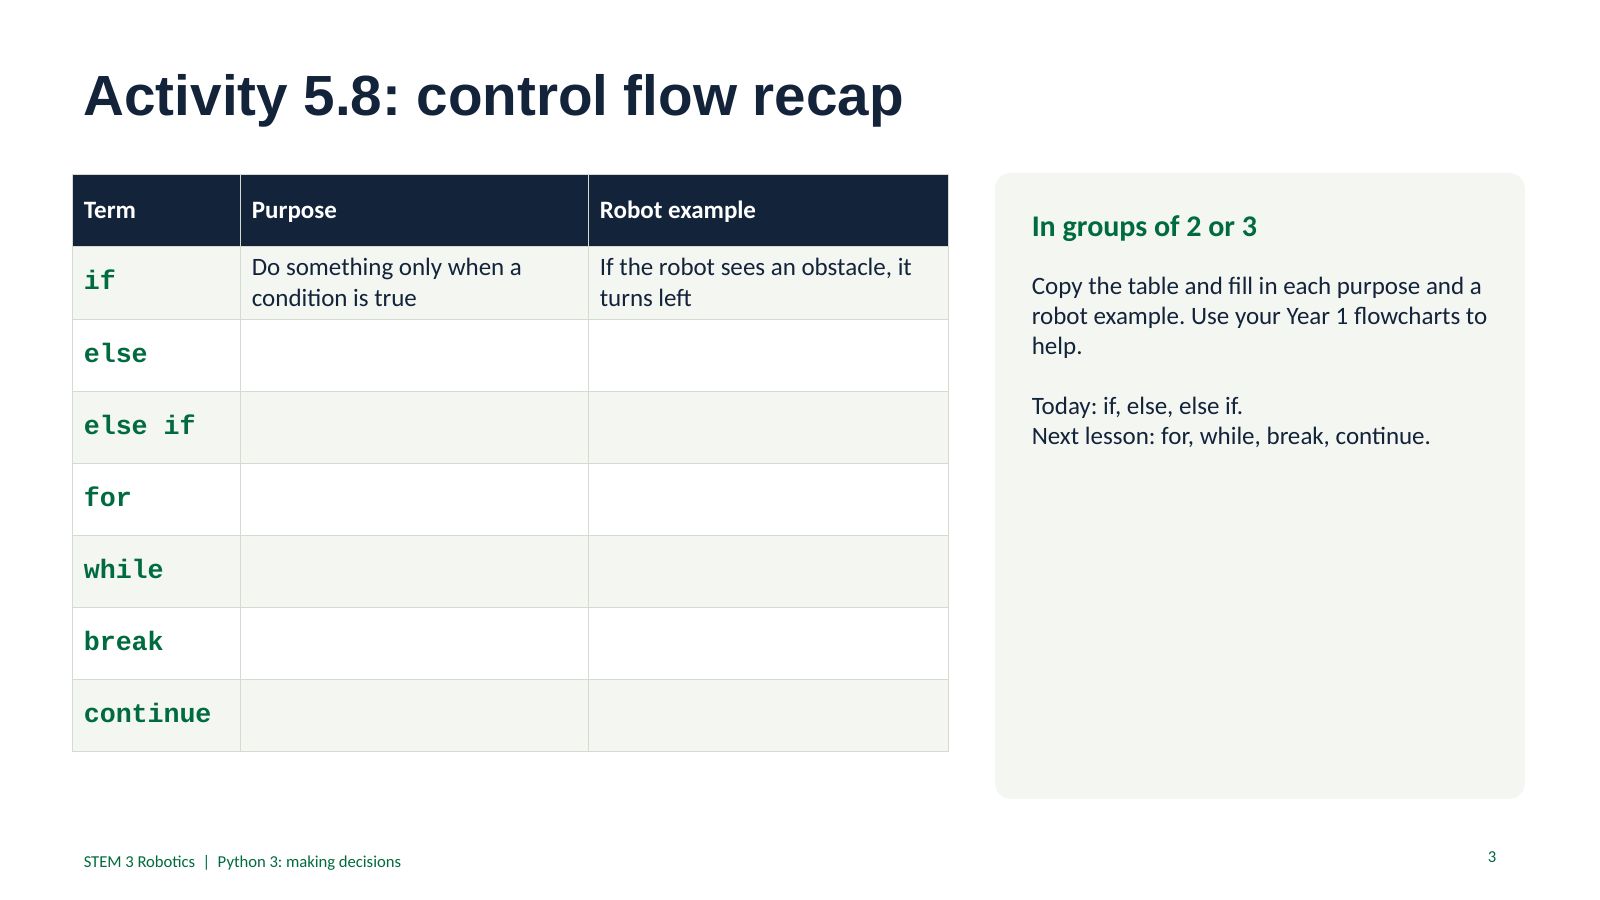 Activity 5.8: control flow recap
Term
Purpose
Robot example
if
Do something only when a
condition is true
If the robot sees an obstacle, it
turns left
else
else if
for
while
break
continue
In groups of 2 or 3
Copy the table and fill in each purpose and a
robot example. Use your Year 1 flowcharts to
help.
Today: if, else, else if.
Next lesson: for, while, break, continue.
STEM 3 Robotics | Python 3: making decisions
3